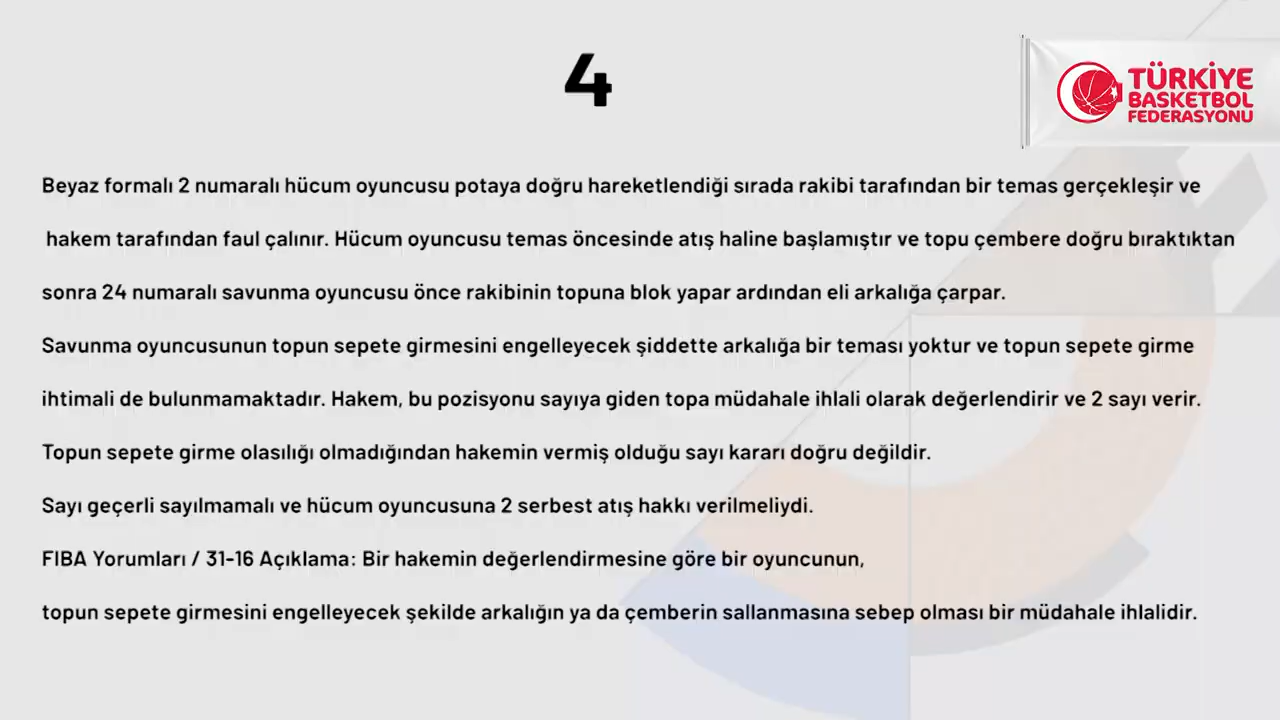 4
TÜRKİYE
BASKETBOL
FEDERASYONU
Beyaz formalı 2 numaralı hücum oyuncusu potaya doğru hareketlendiği sırada rakibi tarafından bir temas gerçekleşir ve
hakem tarafından faul çalınır. Hücum oyuncusu temas öncesinde atış haline başlamıştır ve topu çembere doğru bıraktıktan
sonra 24 numaralı savunma oyuncusu önce rakibinin topuna blok yapar ardından eli arkalığa çarpar.
Savunma oyuncusunun topun sepete girmesini engelleyecek şiddette arkalığa bir teması yoktur ve topun sepete girme
ihtimali de bulunmamaktadır. Hakem, bu pozisyonu sayıya giden topa müdahale ihlali olarak değerlendirir ve 2 sayı verir.
Topun sepete girme olasılığı olmadığından hakemin vermiş olduğu sayı kararı doğru değildir.
Sayı geçerli sayılmamalı ve hücum oyuncusuna 2 serbest atış hakkı verilmeliydi.
FIBA Yorumları / 31-16 Açıklama: Bir hakemin değerlendirmesine göre bir oyuncunun,
topun sepete girmesini engelleyecek şekilde arkalığın ya da çemberin sallanmasına sebep olması bir müdahale ihlalidir.